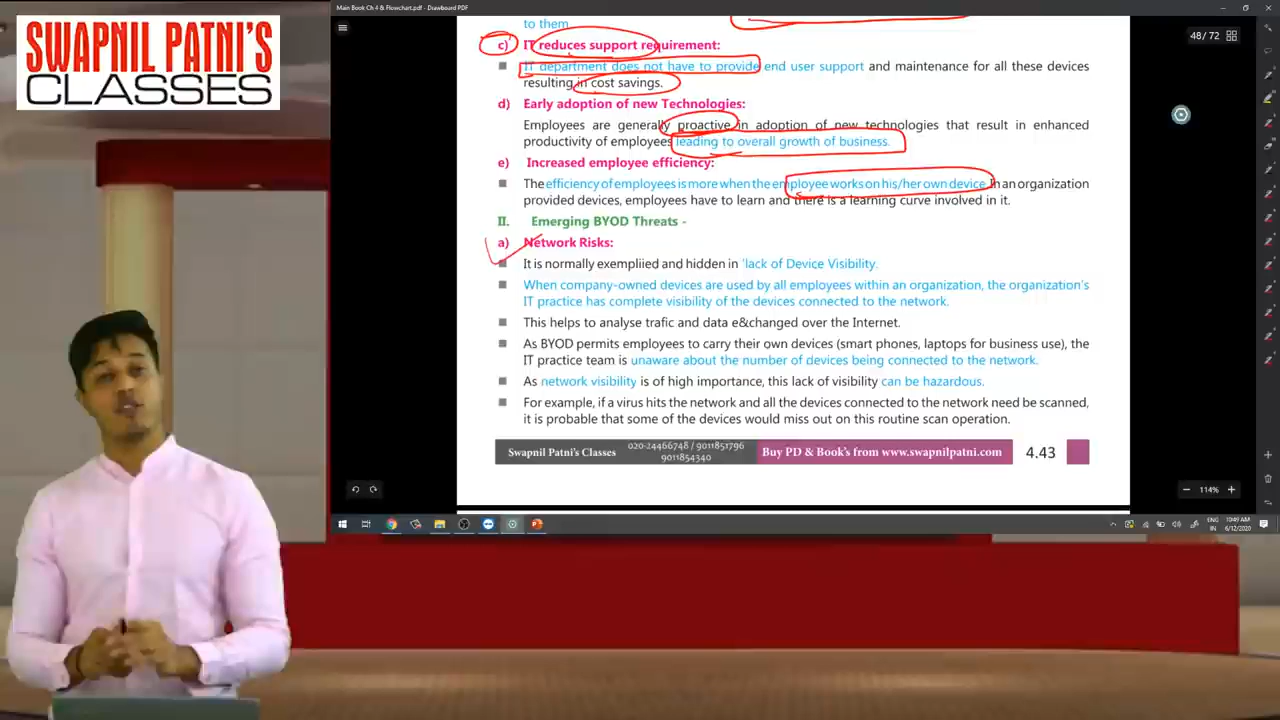 SWAPNIL PATNI'S
CLASSES
Main Book Ch 4 & Flowchart.pdf - Drawboard PDF
48 / 72
to them.
c) IT reduces support requirement:
IT department does not have to provide end user support and maintenance for all these devices
resulting in cost savings.
d) Early adoption of new Technologies:
Employees are generally proactive in adoption of new technologies that result in enhanced
productivity of employees leading to overall growth of business.
e) Increased employee efficiency:
The efficiency of employees is more when the employee works on his/her own device. In an organization
provided devices, employees have to learn and there is a learning curve involved in it.
II. Emerging BYOD Threats -
a) Network Risks:
It is normally exempliied and hidden in 'lack of Device Visibility.
When company-owned devices are used by all employees within an organization, the organization's
IT practice has complete visibility of the devices connected to the network.
This helps to analyse trafic and data e&changed over the Internet.
As BYOD permits employees to carry their own devices (smart phones, laptops for business use), the
IT practice team is unaware about the number of devices being connected to the network.
As network visibility is of high importance, this lack of visibility can be hazardous.
For example, if a virus hits the network and all the devices connected to the network need be scanned,
it is probable that some of the devices would miss out on this routine scan operation.
Swapnil Patni's Classes
020-24466748 / 9011851796
9011854340
Buy PD & Book's from www.swapnilpatni.com
4.43
114%
ENG
IN
10:49 AM
6/12/2020